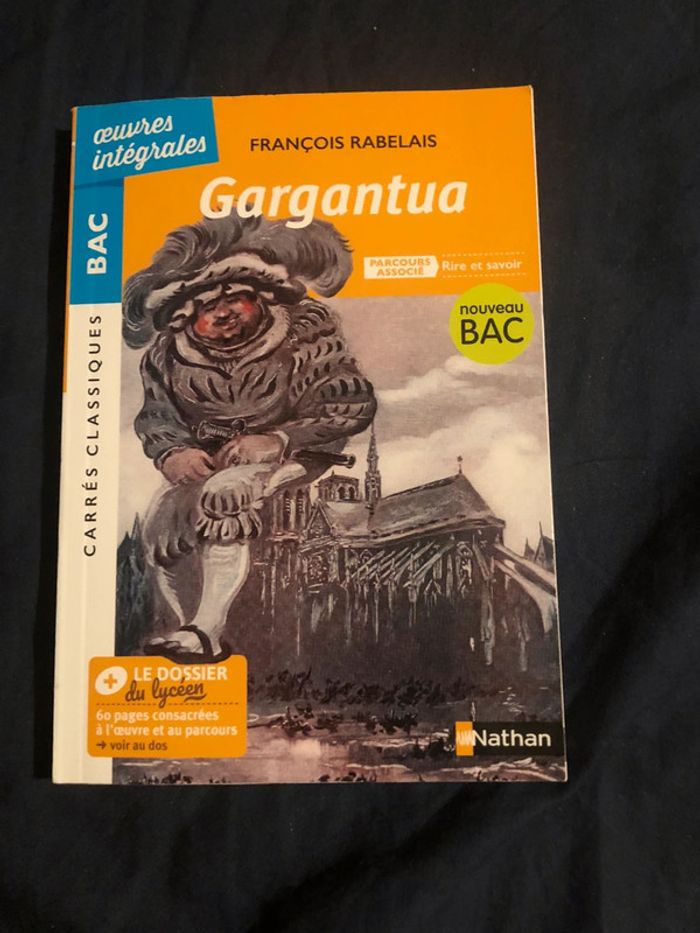 œuvres
intégrales
FRANÇOIS RABELAIS
Gargantua
BAC
PARCOURS
ASSOCIÉ
Rire et savoir
nouveau
BAC
CARRÉS CLASSIQUES
+ LE DOSSIER
du lycéen
60 pages consacrées
à l'œuvre et au parcours
→ voir au dos
Nathan